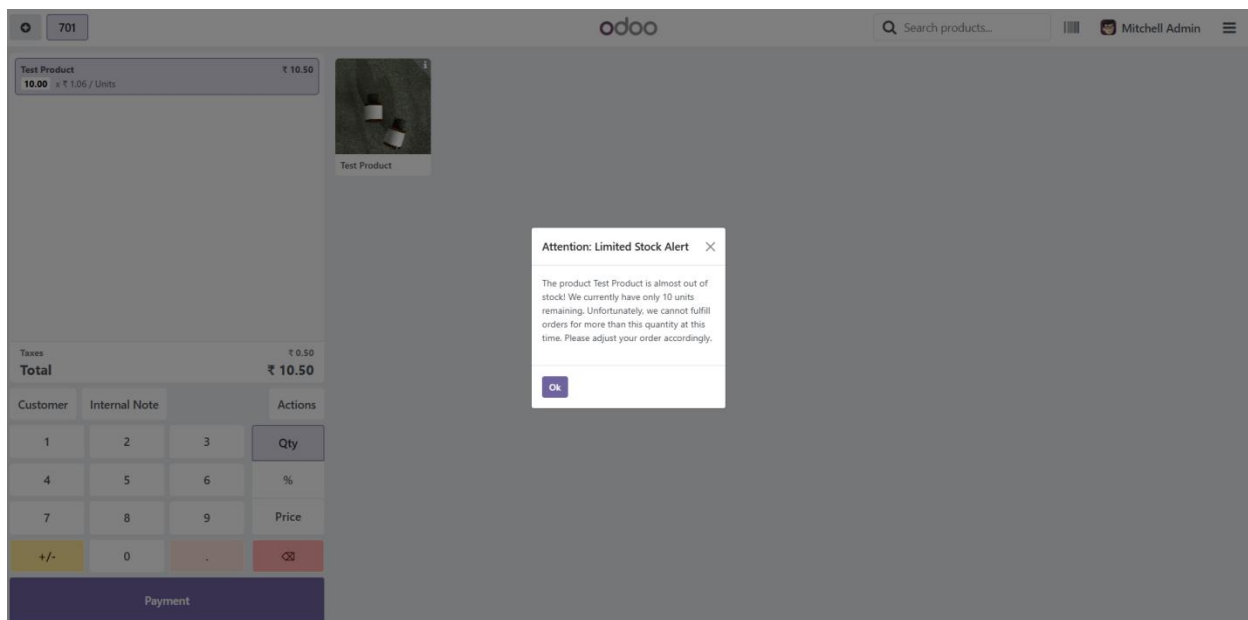 701
odoo
Search products...
Mitchell Admin
Test Product ₹ 10.50
10.00 x ₹ 1.06 / Units
Test Product
Attention: Limited Stock Alert
The product Test Product is almost out of
stock! We currently have only 10 units
remaining. Unfortunately, we cannot fulfill
orders for more than this quantity at this
time. Please adjust your order accordingly.
Ok
Taxes ₹ 0.50
Total ₹ 10.50
Customer Internal Note Actions
1 2 3 Qty
4 5 6 %
7 8 9 Price
+/- 0 .
Payment